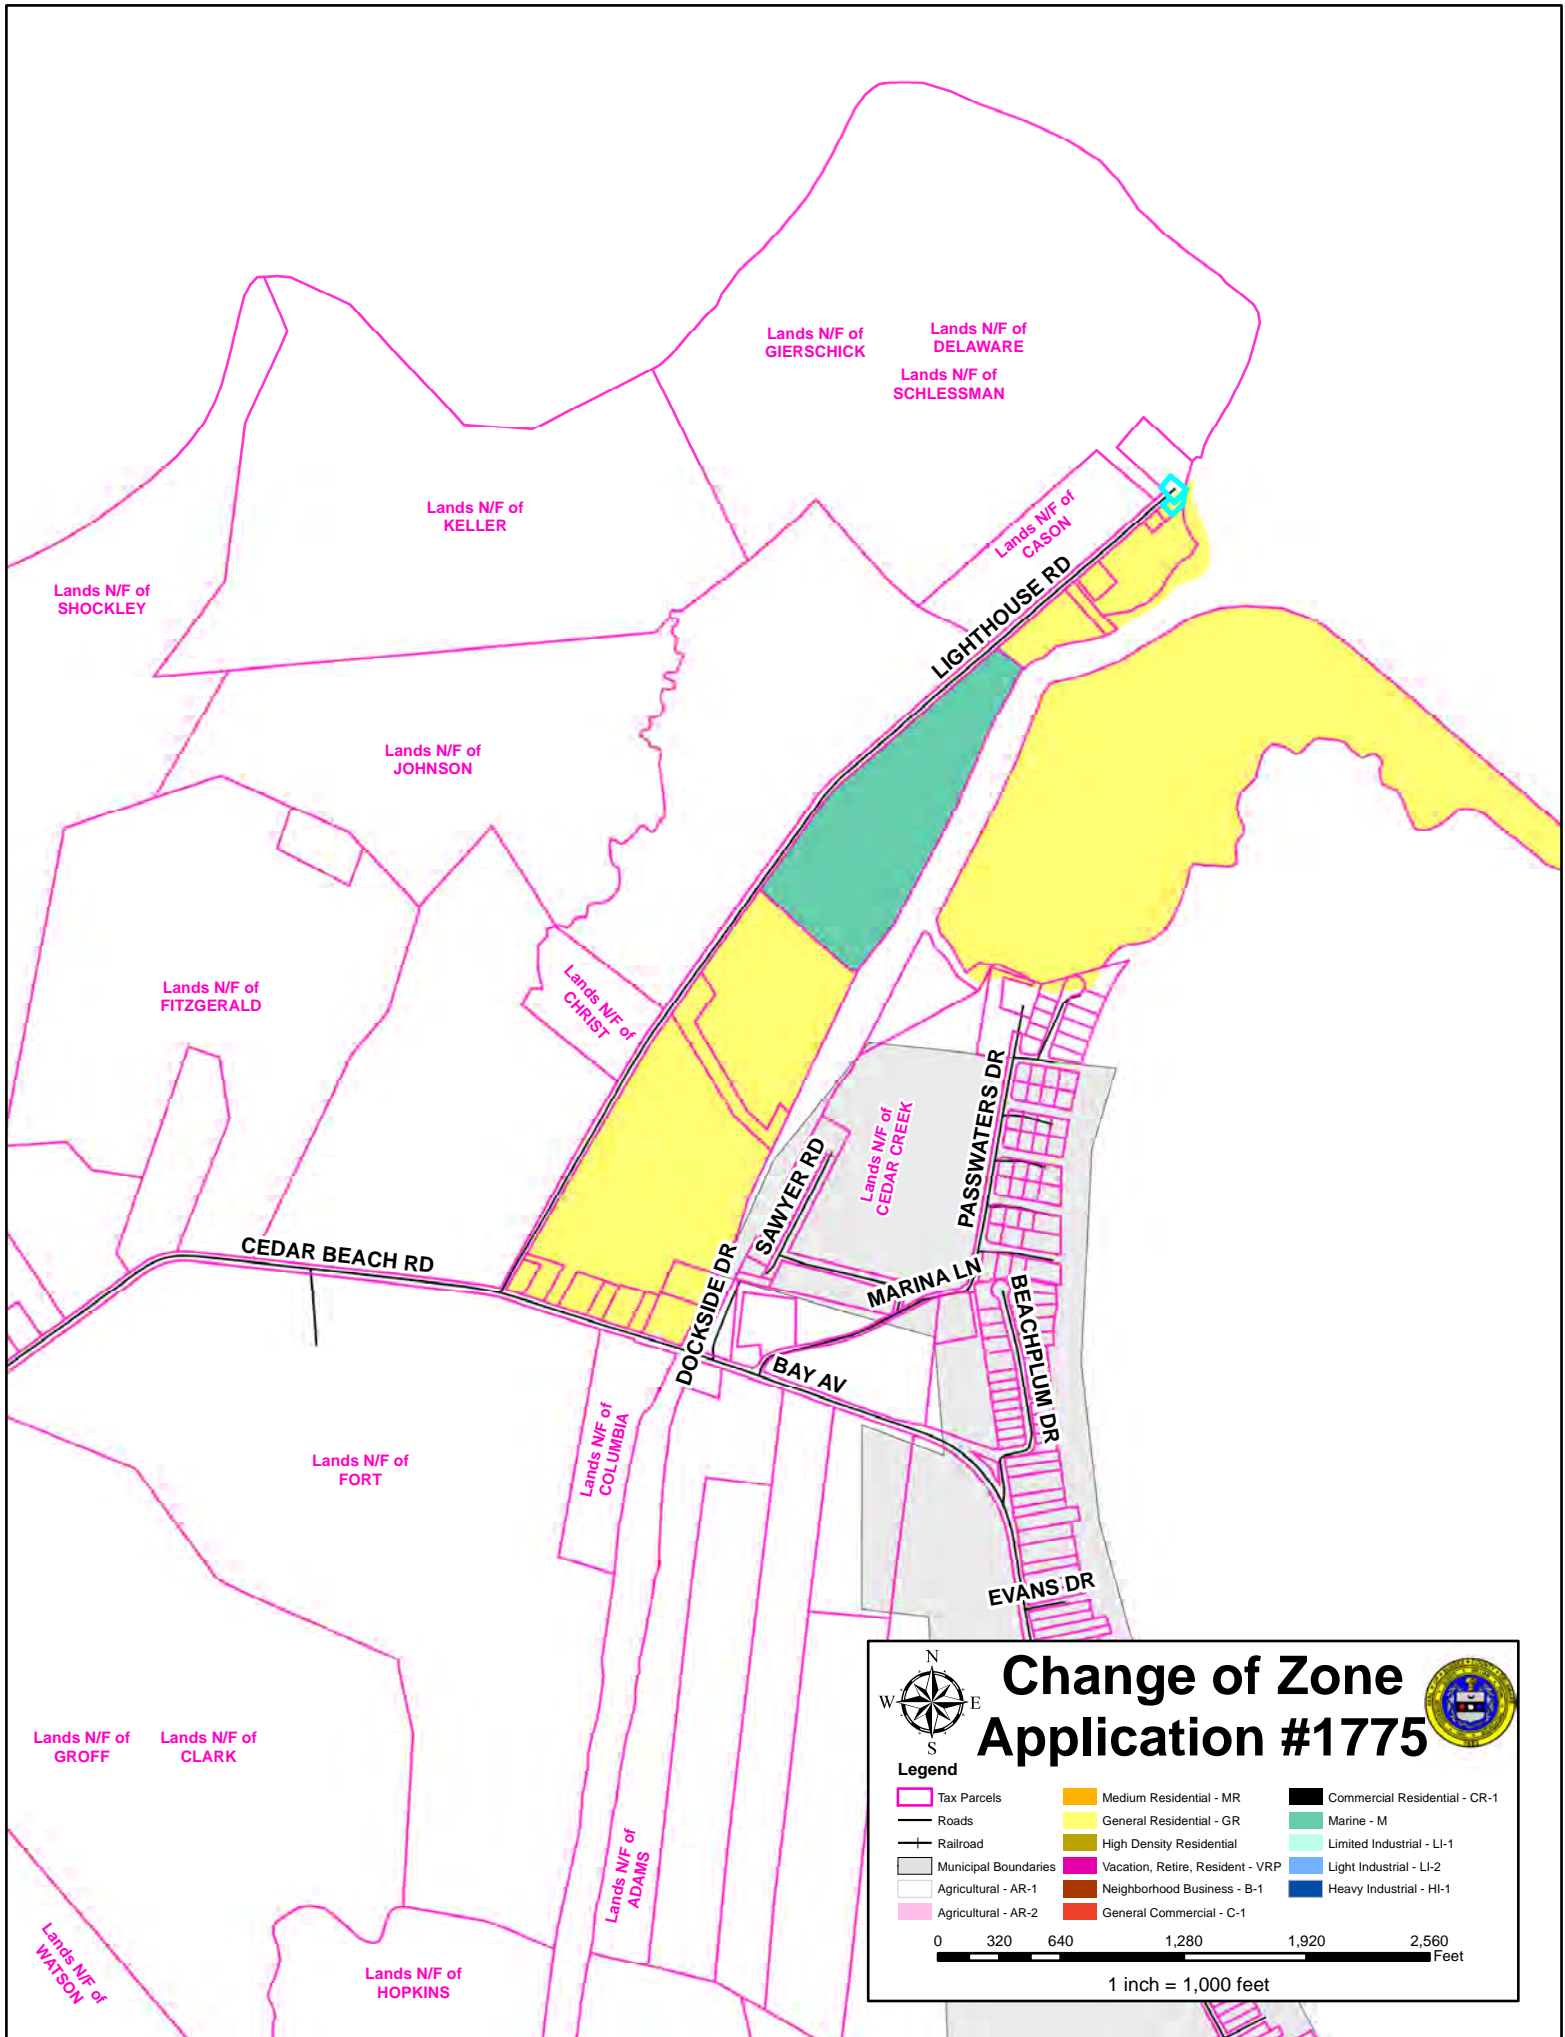 Lands N/F of
GIERSCHICK
Lands N/F of
DELAWARE
Lands N/F of
SCHLESSMAN
Lands N/F of
KELLER
Lands N/F of
CASON
Lands N/F of
SHOCKLEY
LIGHTHOUSE RD
Lands N/F of
JOHNSON
Lands N/F of
FITZGERALD
Lands N/F of
CHRIST
Lands N/F of
CEDAR CREEK
PASSWATERS DR
SAWYER RD
CEDAR BEACH RD
DOCKSIDE DR
MARINA LN
BEACHPLUM DR
BAY AV
Lands N/F of
COLUMBIA
Lands N/F of
FORT
EVANS DR
Lands N/F of
GROFF
Lands N/F of
CLARK
Lands N/F of
ADAMS
Lands N/F of
WATSON
Lands N/F of
HOPKINS
N
W
E
S
Change of Zone
Application #1775
Legend
Tax Parcels
Roads
Railroad
Municipal Boundaries
Agricultural - AR-1
Agricultural - AR-2
Medium Residential - MR
General Residential - GR
High Density Residential
Vacation, Retire, Resident - VRP
Neighborhood Business - B-1
General Commercial - C-1
Commercial Residential - CR-1
Marine - M
Limited Industrial - LI-1
Light Industrial - LI-2
Heavy Industrial - HI-1
0 320 640 1,280 1,920 2,560
Feet
1 inch = 1,000 feet